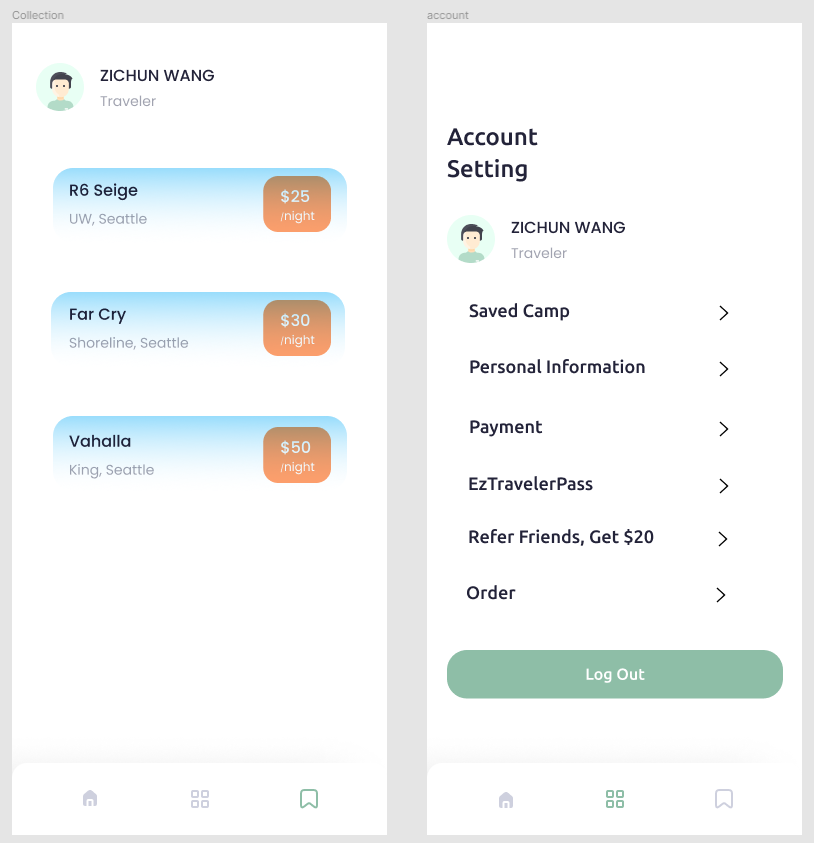 Collection
ZICHUN WANG
Traveler
R6 Seige
UW, Seattle
$25
/night
Far Cry
Shoreline, Seattle
$30
/night
Vahalla
King, Seattle
$50
/night
account
Account
Setting
ZICHUN WANG
Traveler
Saved Camp
Personal Information
Payment
EzTravelerPass
Refer Friends, Get $20
Order
Log Out